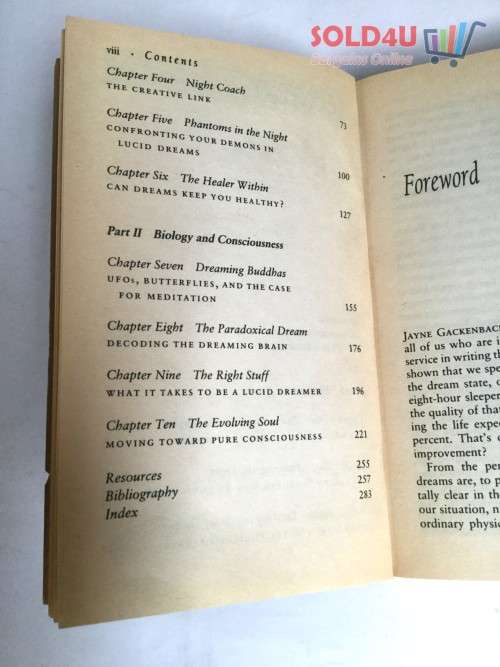 SOLD4U
Bargains Online
viii • Contents
Chapter Four Night Coach
THE CREATIVE LINK
73
Chapter Five Phantoms in the Night
CONFRONTING YOUR DEMONS IN
LUCID DREAMS
100
Chapter Six The Healer Within
CAN DREAMS KEEP YOU HEALTHY?
127
Part II Biology and Consciousness
Chapter Seven Dreaming Buddhas
UFOS, BUTTERFLIES, AND THE CASE
FOR MEDITATION
155
Chapter Eight The Paradoxical Dream
DECODING THE DREAMING BRAIN 176
Chapter Nine The Right Stuff
WHAT IT TAKES TO BE A LUCID DREAMER 196
Chapter Ten The Evolving Soul
MOVING TOWARD PURE CONSCIOUSNESS 221
Resources 255
Bibliography 257
Index 283
Foreword
JAYNE GACKENBAC
all of us who are i
service in writing th
shown that we spe
the dream state,
eight-hour sleeper
the quality of that
ing the life expe
percent. That's
improvement?
From the per
dreams are, to p
tally clear in the
our situation, n
ordinary physic